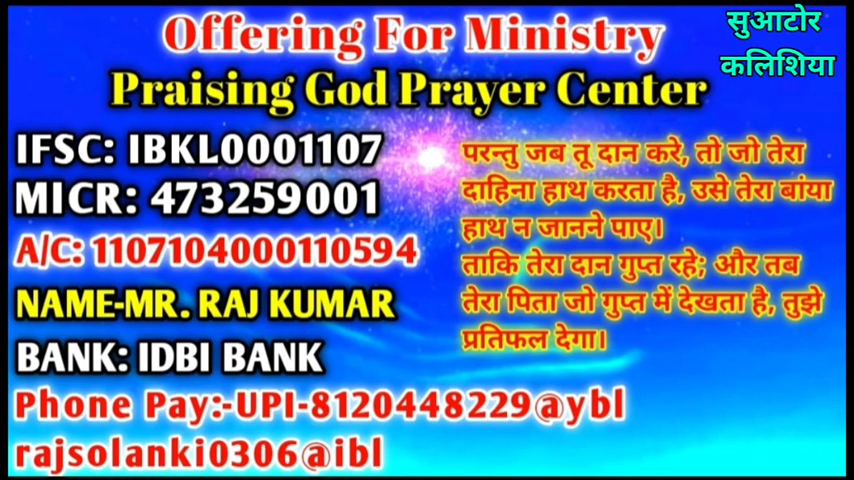 Offering For Ministry
सुआटोर
कलिशिया
Praising God Prayer Center
IFSC: IBKL0001107
MICR: 473259001
A/C: 1107104000110594
NAME-MR. RAJ KUMAR
BANK: IDBI BANK
Phone Pay:-UPI-8120448229@ybl
rajsolanki0306@ibl
परन्तु जब तू दान करे, तो जो तेरा
दाहिना हाथ करता है, उसे तेरा बांया
हाथ न जानने पाए।
ताकि तेरा दान गुप्त रहे; और तब
तेरा पिता जो गुप्त में देखता है, तुझे
प्रतिफल देगा।